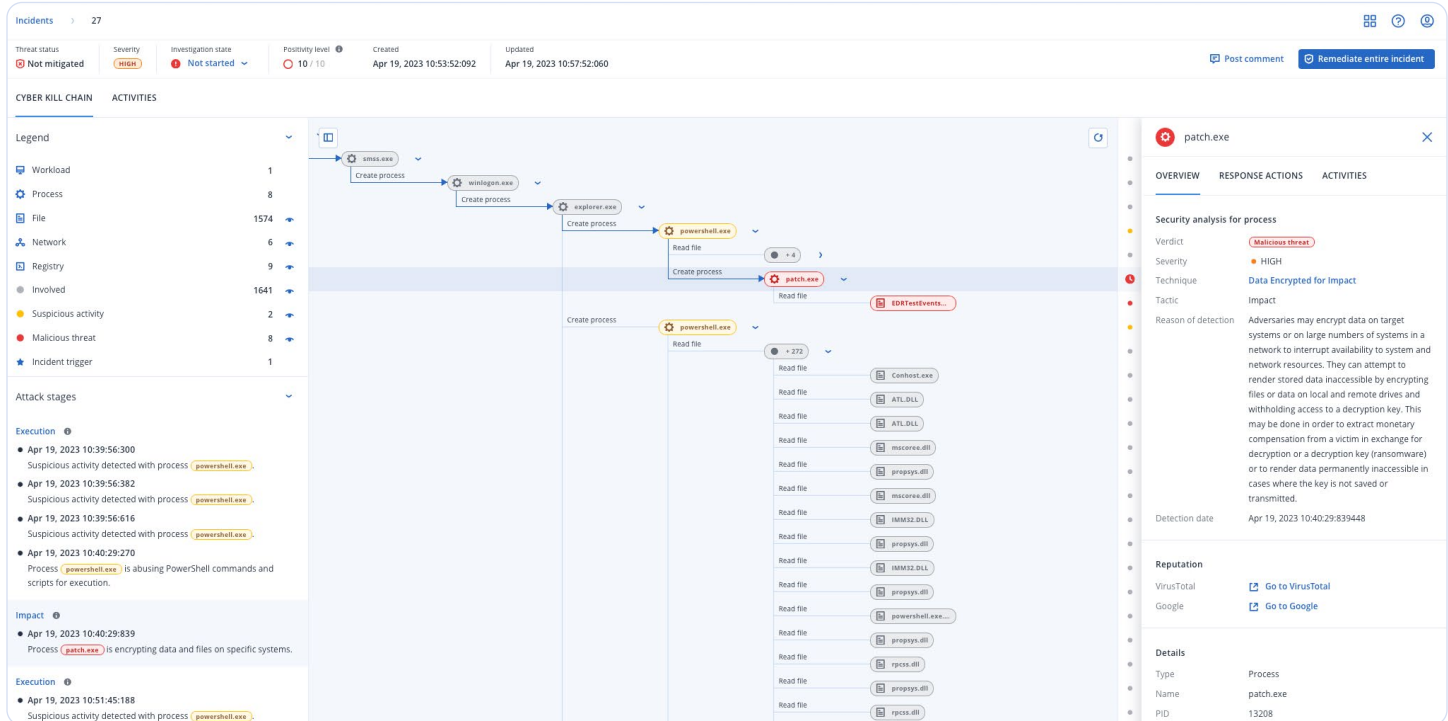 Incidents > 27
Threat status
Not mitigated
Severity
HIGH
Investigation state
Not started
Positivity level
10 / 10
Created
Apr 19, 2023 10:53:52:092
Updated
Apr 19, 2023 10:57:52:060
Post comment
Remediate entire incident
CYBER KILL CHAIN
ACTIVITIES
Legend
Workload 1
Process 8
File 1574
Network 6
Registry 9
Involved 1641
Suspicious activity 2
Malicious threat 8
Incident trigger 1
Attack stages
Execution
Apr 19, 2023 10:39:56:300
Suspicious activity detected with process powershell.exe.
Apr 19, 2023 10:39:56:382
Suspicious activity detected with process powershell.exe.
Apr 19, 2023 10:39:56:616
Suspicious activity detected with process powershell.exe.
Apr 19, 2023 10:40:29:270
Process powershell.exe is abusing PowerShell commands and
scripts for execution.
Impact
Apr 19, 2023 10:40:29:839
Process patch.exe is encrypting data and files on specific systems.
Execution
Apr 19, 2023 10:51:45:188
Suspicious activity detected with process powershell.exe.
smss.exe
Create process
winlogon.exe
Create process
explorer.exe
Create process
powershell.exe
Read file
+ 4
Create process
patch.exe
Read file
EDRTestEvents...
Create process
powershell.exe
Read file
+ 272
Read file
Conhost.exe
Read file
ATL.DLL
Read file
ATL.DLL
Read file
mscoree.dll
Read file
propsys.dll
Read file
mscoree.dll
Read file
IMM32.DLL
Read file
propsys.dll
Read file
IMM32.DLL
Read file
propsys.dll
Read file
powershell.exe....
Read file
propsys.dll
Read file
rpcss.dll
Read file
propsys.dll
Read file
rpcss.dll
patch.exe
OVERVIEW
RESPONSE ACTIONS
ACTIVITIES
Security analysis for process
Verdict Malicious threat
Severity HIGH
Technique Data Encrypted for Impact
Tactic Impact
Reason of detection Adversaries may encrypt data on target
systems or on large numbers of systems in a
network to interrupt availability to system and
network resources. They can attempt to
render stored data inaccessible by encrypting
files or data on local and remote drives and
withholding access to a decryption key. This
may be done in order to extract monetary
compensation from a victim in exchange for
decryption or a decryption key (ransomware)
or to render data permanently inaccessible in
cases where the key is not saved or
transmitted.
Detection date Apr 19, 2023 10:40:29:839448
Reputation
VirusTotal Go to VirusTotal
Google Go to Google
Details
Type Process
Name patch.exe
PID 13208